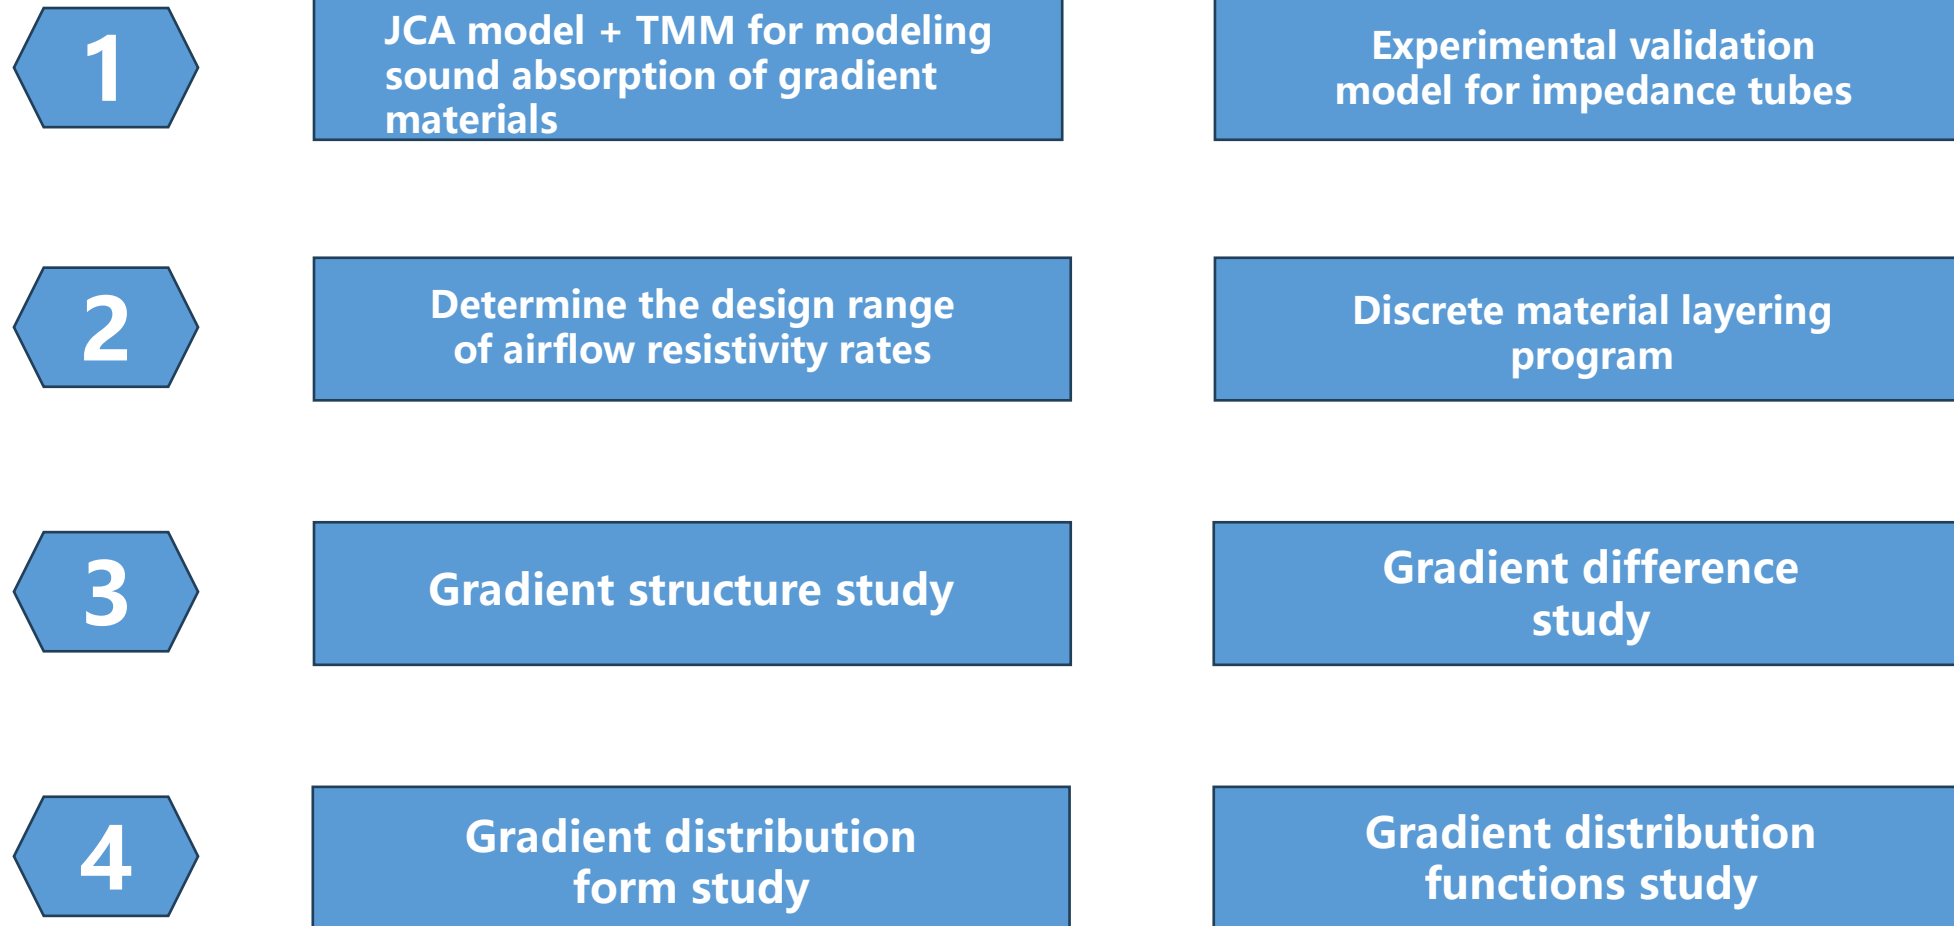 1
JCA model + TMM for modeling
sound absorption of gradient
materials
Experimental validation
model for impedance tubes
2
Determine the design range
of airflow resistivity rates
Discrete material layering
program
3
Gradient structure study
Gradient difference
study
4
Gradient distribution
form study
Gradient distribution
functions study